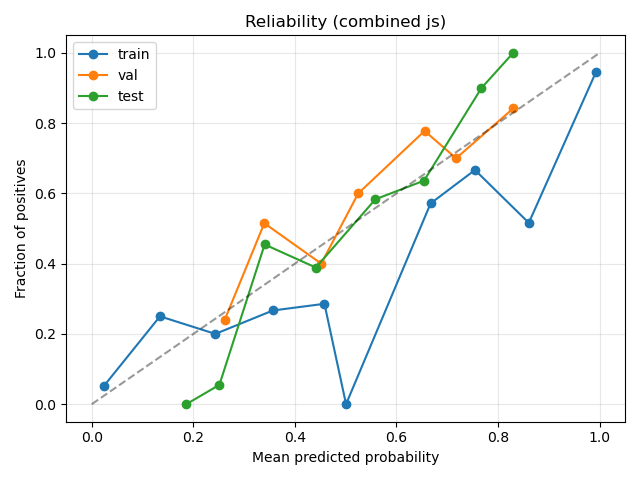 Reliability (combined js)
train
val
test
Fraction of positives
1.0
0.8
0.6
0.4
0.2
0.0
0.0 0.2 0.4 0.6 0.8 1.0
Mean predicted probability